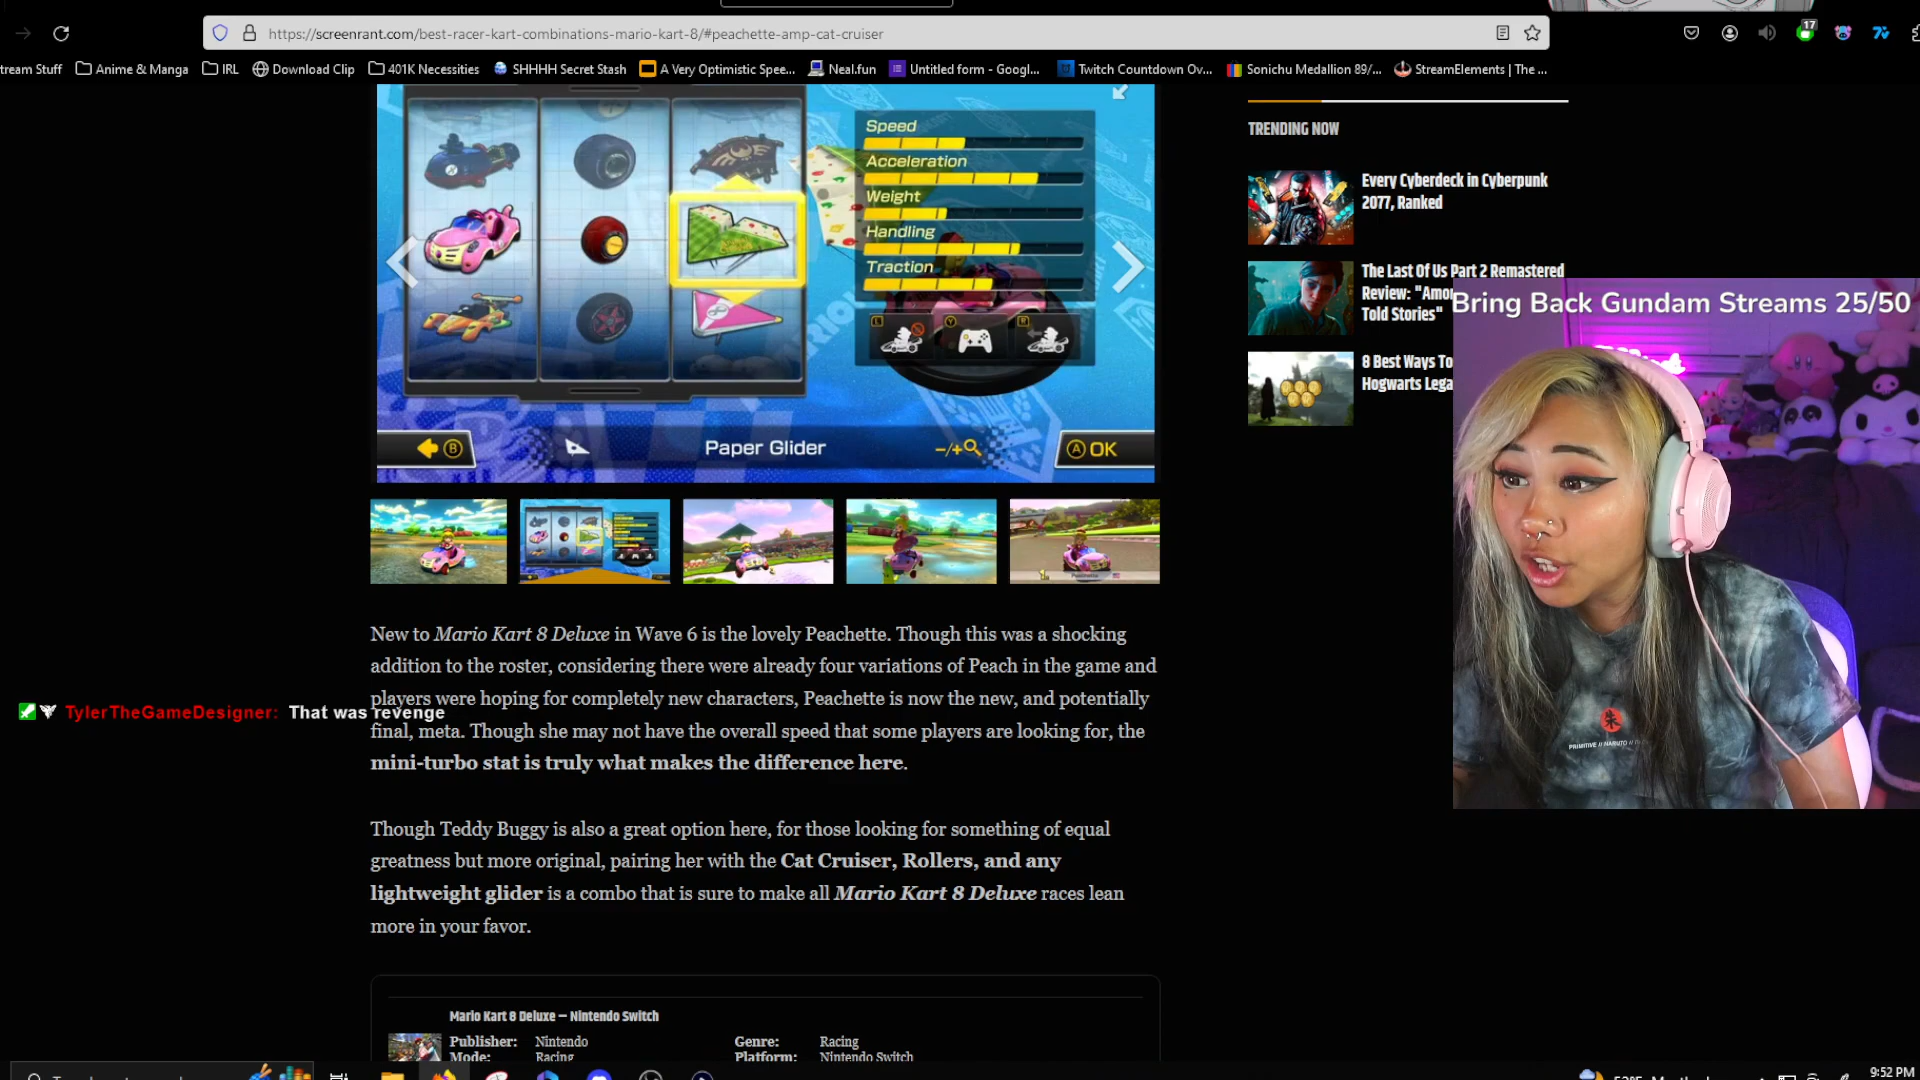 https://screenrant.com/best-racer-kart-combinations-mario-kart-8/#peachette-amp-cat-cruiser
17
tream Stuff Anime & Manga IRL Download Clip 401K Necessities SHHHH Secret Stash A Very Optimistic Spee... Neal.fun Untitled form - Googl... Twitch Countdown Ov... Sonichu Medallion 89/... StreamElements | The ...
Speed
Acceleration
Weight
Handling
Traction
L Y R
B
Paper Glider
-/+
A OK
TRENDING NOW
Every Cyberdeck in Cyberpunk
2077, Ranked
The Last Of Us Part 2 Remastered
Review: "Amo
Told Stories"
8 Best Ways To
Hogwarts Lega
Bring Back Gundam Streams 25/50
New to Mario Kart 8 Deluxe in Wave 6 is the lovely Peachette. Though this was a shocking
addition to the roster, considering there were already four variations of Peach in the game and
players were hoping for completely new characters, Peachette is now the new, and potentially
TylerTheGameDesigner: That was revenge
final, meta. Though she may not have the overall speed that some players are looking for, the
mini-turbo stat is truly what makes the difference here.
Though Teddy Buggy is also a great option here, for those looking for something of equal
greatness but more original, pairing her with the Cat Cruiser, Rollers, and any
lightweight glider is a combo that is sure to make all Mario Kart 8 Deluxe races lean
more in your favor.
Mario Kart 8 Deluxe – Nintendo Switch
Publisher: Nintendo Genre: Racing
Mode: Racing Platform: Nintendo Switch
PRIMITIVE // NARUTO //
9:52 PM